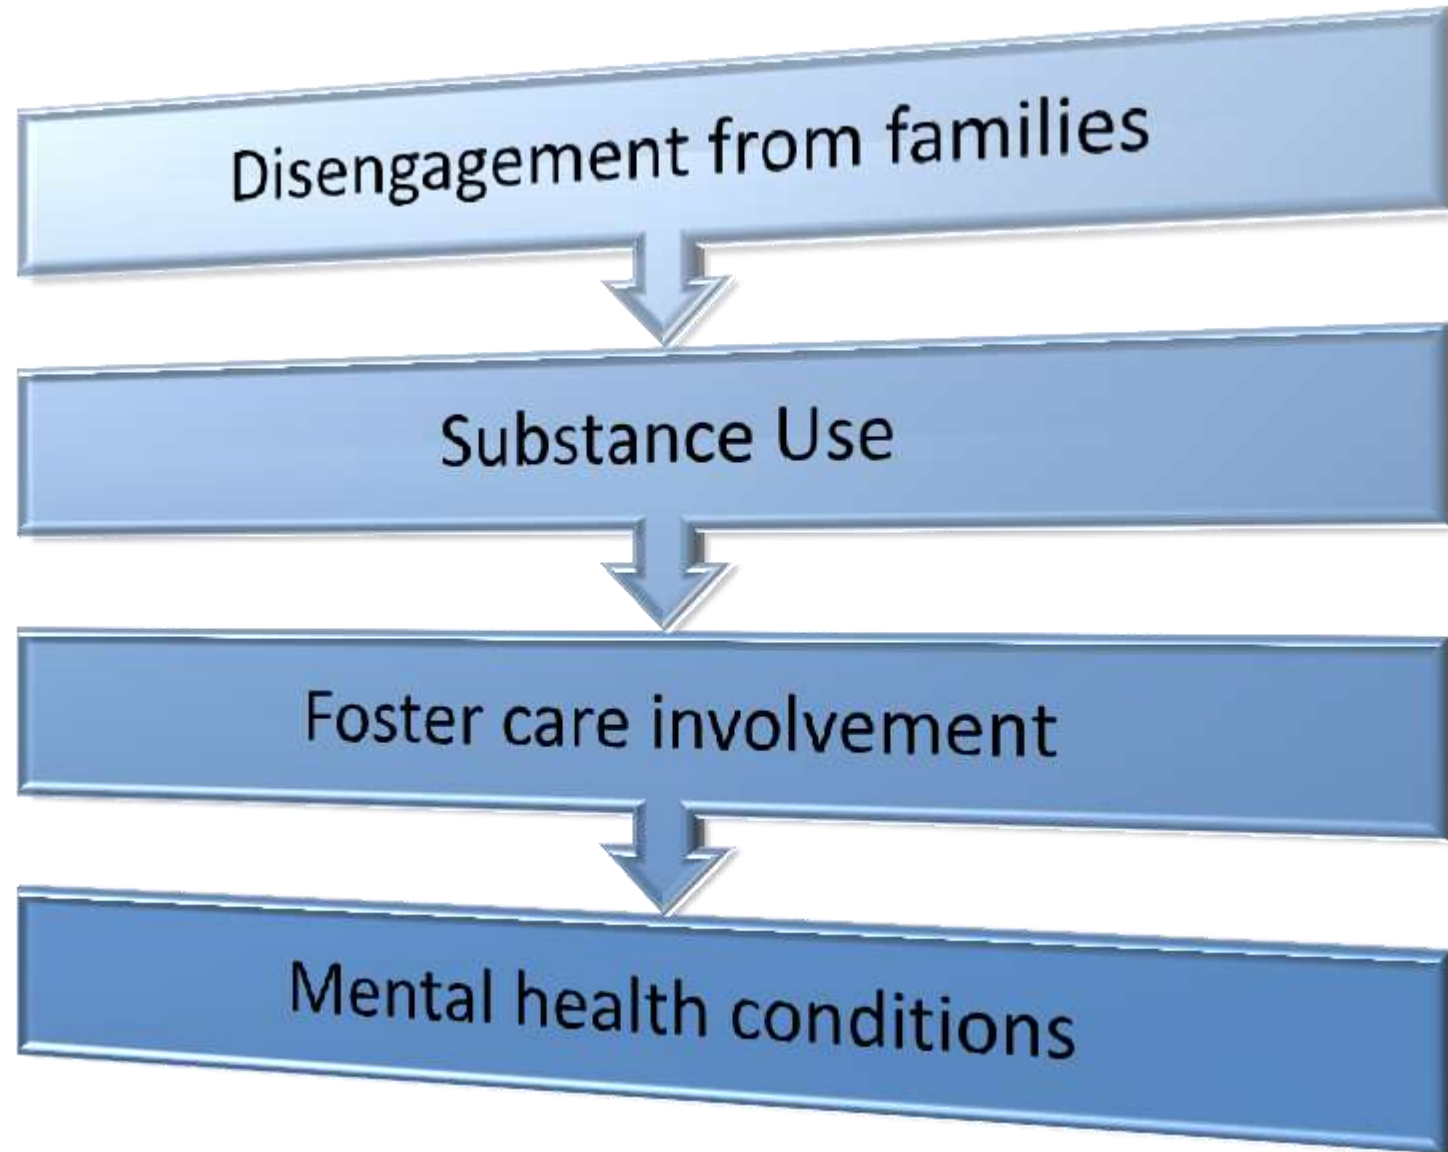 Disengagement from families
Substance Use
Foster care involvement
Mental health conditions